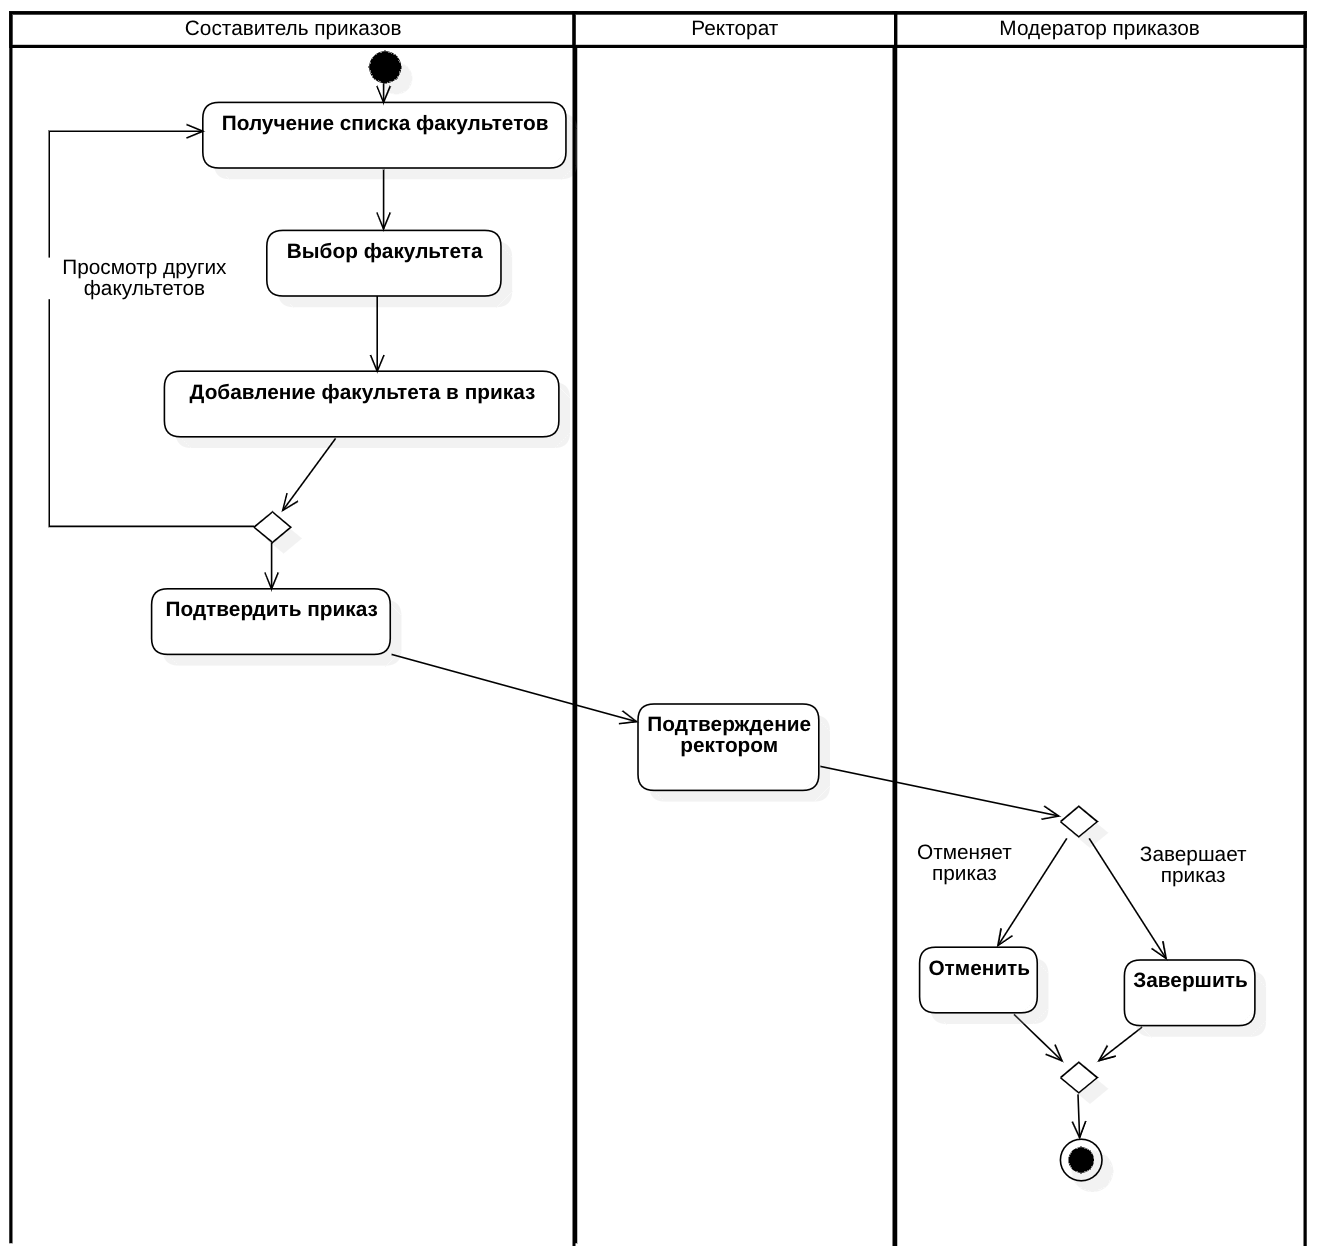 Составитель приказов
Ректорат
Модератор приказов
Получение списка факультетов
Выбор факультета
Просмотр других
факультетов
Добавление факультета в приказ
Подтвердить приказ
Подтверждение
ректором
Отменяет
приказ
Завершает
приказ
Отменить
Завершить